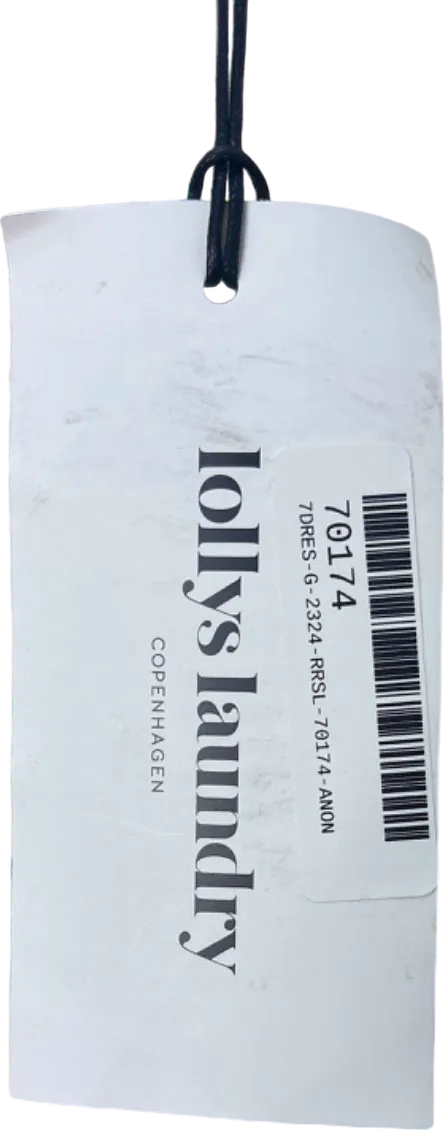 70174
7DRES-G-2324-RRSL-70174-ANON
lollys laundry
COPENHAGEN